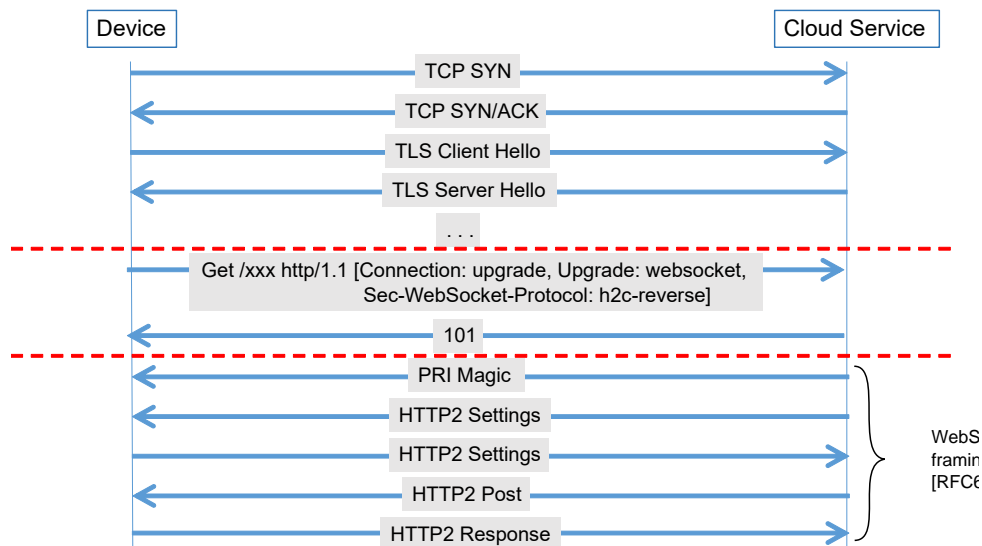 Device
Cloud Service
TCP SYN
TCP SYN/ACK
TLS Client Hello
TLS Server Hello
. . .
Get /xxx http/1.1 [Connection: upgrade, Upgrade: websocket,
Sec-WebSocket-Protocol: h2c-reverse]
101
PRI Magic
HTTP2 Settings
HTTP2 Settings
HTTP2 Post
HTTP2 Response